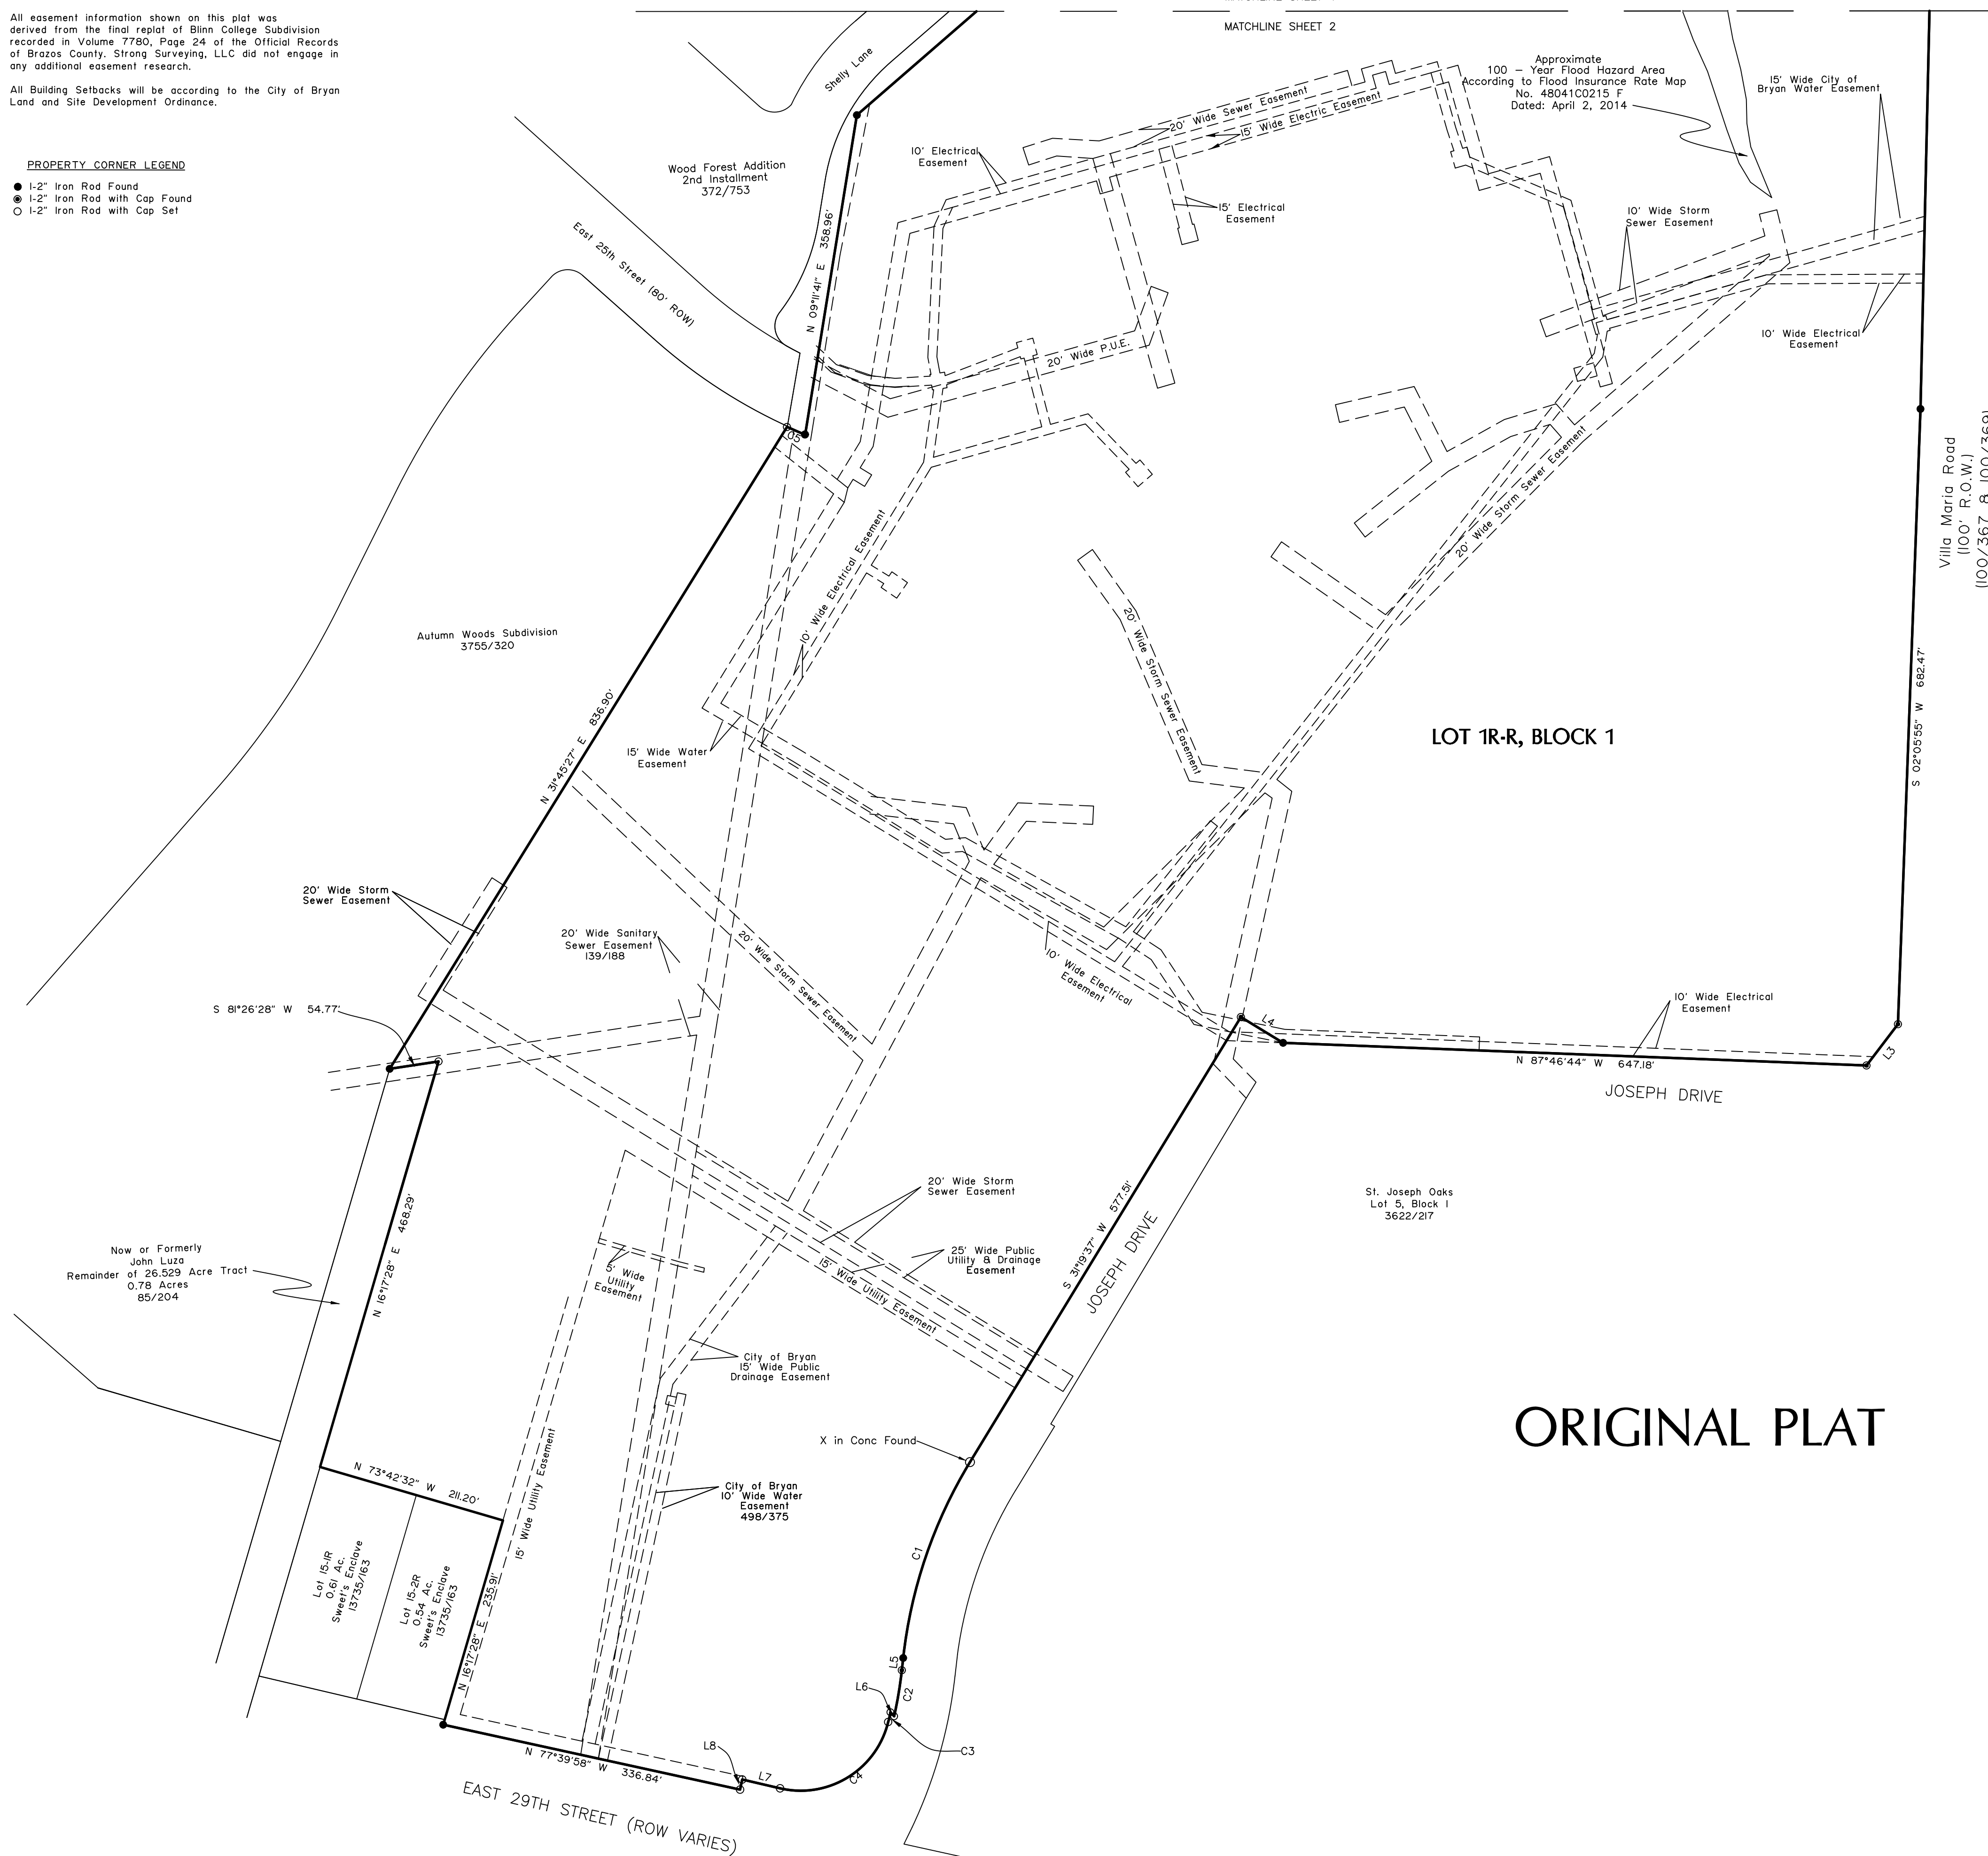 All easement information shown on this plat was
derived from the final replat of Blinn College Subdivision
recorded in Volume 7780, Page 24 of the Official Records
of Brazos County. Strong Surveying, LLC did not engage in
any additional easement research.
All Building Setbacks will be according to the City of Bryan
Land and Site Development Ordinance.
PROPERTY CORNER LEGEND
1-2" Iron Rod Found
1-2" Iron Rod with Cap Found
1-2" Iron Rod with Cap Set
MATCHLINE SHEET 2
Shelly Lane
Wood Forest Addition
2nd Installment
372/753
East 25th Street (80' ROW)
N 09°11'41" E 358.96'
10' Electrical
Easement
20' Wide Sewer Easement
15' Wide Electric Easement
15' Electrical
Easement
Approximate
100 - Year Flood Hazard Area
According to Flood Insurance Rate Map
No. 48041C0215 F
Dated: April 2, 2014
15' Wide City of
Bryan Water Easement
10' Wide Storm
Sewer Easement
10' Wide Electrical
Easement
20' Wide P.U.E.
Villa Maria Road
(100' R.O.W.)
(100/367 & 100/369)
20' Wide Storm Sewer Easement
10' Wide Electrical Easement
20' Wide Storm Sewer Easement
Autumn Woods Subdivision
3755/320
N 31°45'27" E 836.90'
15' Wide Water
Easement
LOT 1R-R, BLOCK 1
S 02°05'55" W 682.47'
20' Wide Storm
Sewer Easement
20' Wide Sanitary
Sewer Easement
139/188
20' Wide Storm Sewer Easement
10' Wide Electrical
Easement
S 81°26'28" W 54.77'
L4
10' Wide Electrical
Easement
L3
N 87°46'44" W 647.18'
JOSEPH DRIVE
St. Joseph Oaks
Lot 5, Block 1
3622/217
S 31°19'37" W 577.51'
JOSEPH DRIVE
20' Wide Storm
Sewer Easement
25' Wide Public
Utility & Drainage
Easement
15' Wide Utility Easement
5' Wide
Utility
Easement
Now or Formerly
John Luza
Remainder of 26.529 Acre Tract
0.78 Acres
85/204
N 16°17'28" E 468.29'
City of Bryan
15' Wide Public
Drainage Easement
ORIGINAL PLAT
X in Conc Found
N 73°42'32" W 211.20'
15' Wide Utility Easement
City of Bryan
10' Wide Water
Easement
498/375
C1
Lot 15-1R
0.61 Ac.
Sweet's Enclave
13735/163
Lot 15-2R
0.54 Ac.
Sweet's Enclave
13735/163
N 16°17'28" E 235.91'
L5
L6
C2
C3
L8
L7
C4
N 77°39'58" W 336.84'
EAST 29TH STREET (ROW VARIES)